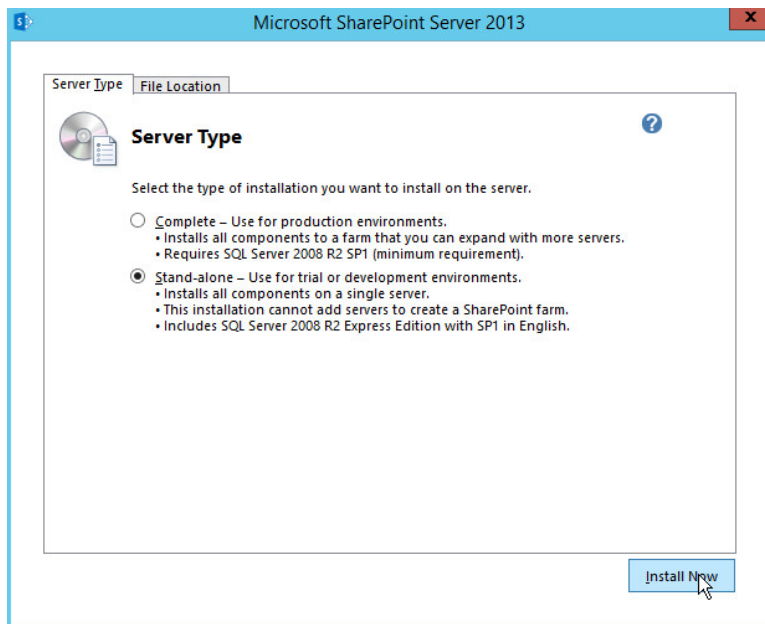 Microsoft SharePoint Server 2013
Server Type
File Location
Server Type
Select the type of installation you want to install on the server.
Complete – Use for production environments.
• Installs all components to a farm that you can expand with more servers.
• Requires SQL Server 2008 R2 SP1 (minimum requirement).
Stand-alone – Use for trial or development environments.
• Installs all components on a single server.
• This installation cannot add servers to create a SharePoint farm.
• Includes SQL Server 2008 R2 Express Edition with SP1 in English.
Install Now